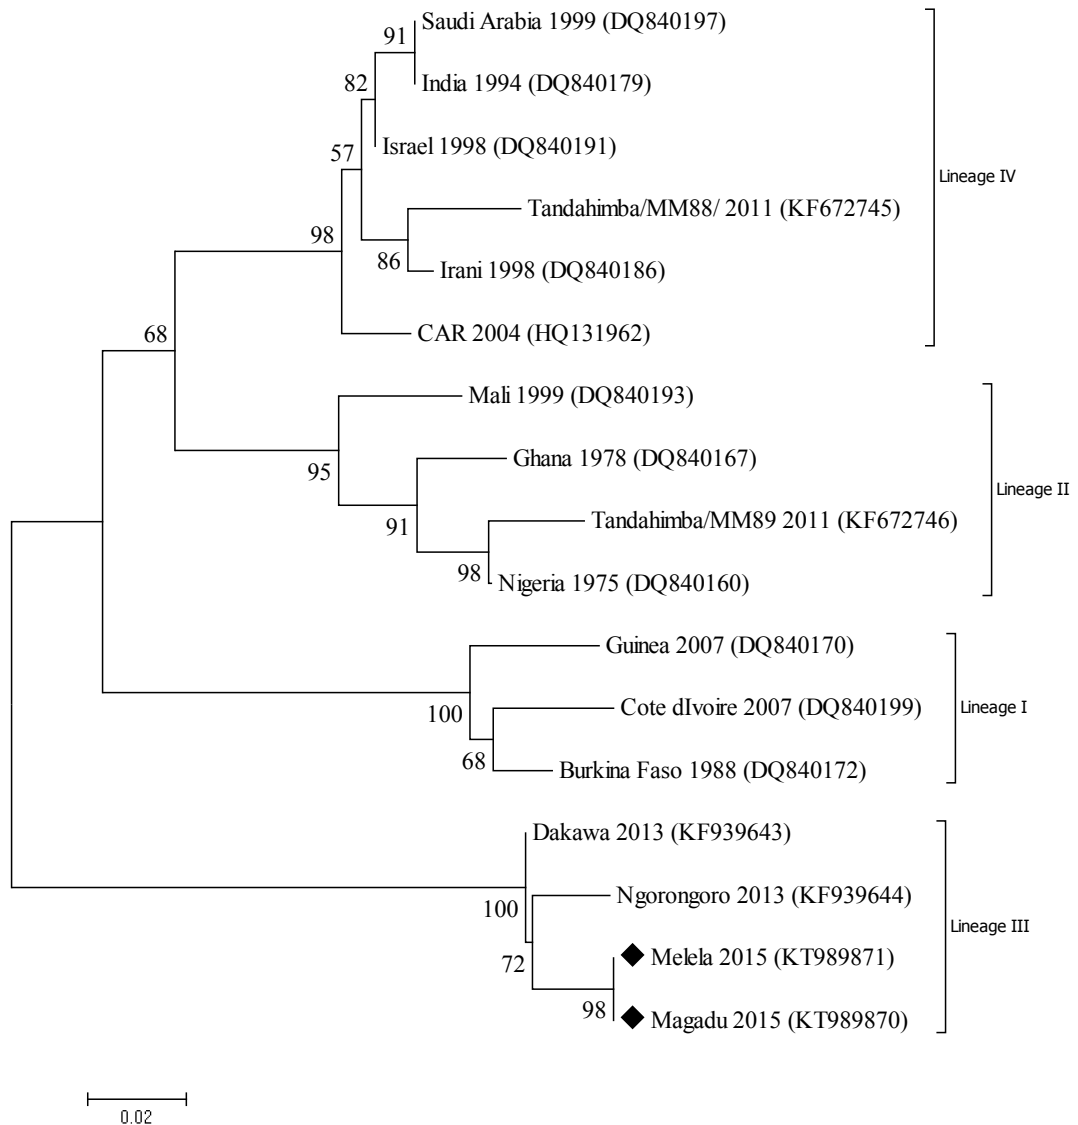 Saudi Arabia 1999 (DQ840197)
91
India 1994 (DQ840179)
82
Israel 1998 (DQ840191)
57
Lineage IV
Tandahimba/MM88/ 2011 (KF672745)
98
86
Irani 1998 (DQ840186)
CAR 2004 (HQ131962)
68
Mali 1999 (DQ840193)
Ghana 1978 (DQ840167)
95
Lineage II
91
Tandahimba/MM89 2011 (KF672746)
98
Nigeria 1975 (DQ840160)
Guinea 2007 (DQ840170)
100
Cote dIvoire 2007 (DQ840199)
Lineage I
68
Burkina Faso 1988 (DQ840172)
Dakawa 2013 (KF939643)
100
Ngorongoro 2013 (KF939644)
Lineage III
72
Melela 2015 (KT989871)
98
Magadu 2015 (KT989870)
0.02